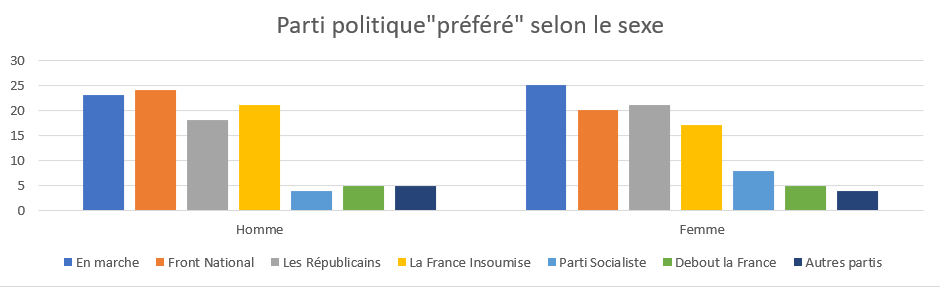 Parti politique"préféré" selon le sexe
30
25
20
15
10
5
0
Homme Femme
En marche Front National Les Républicains La France Insoumise Parti Socialiste Debout la France Autres partis